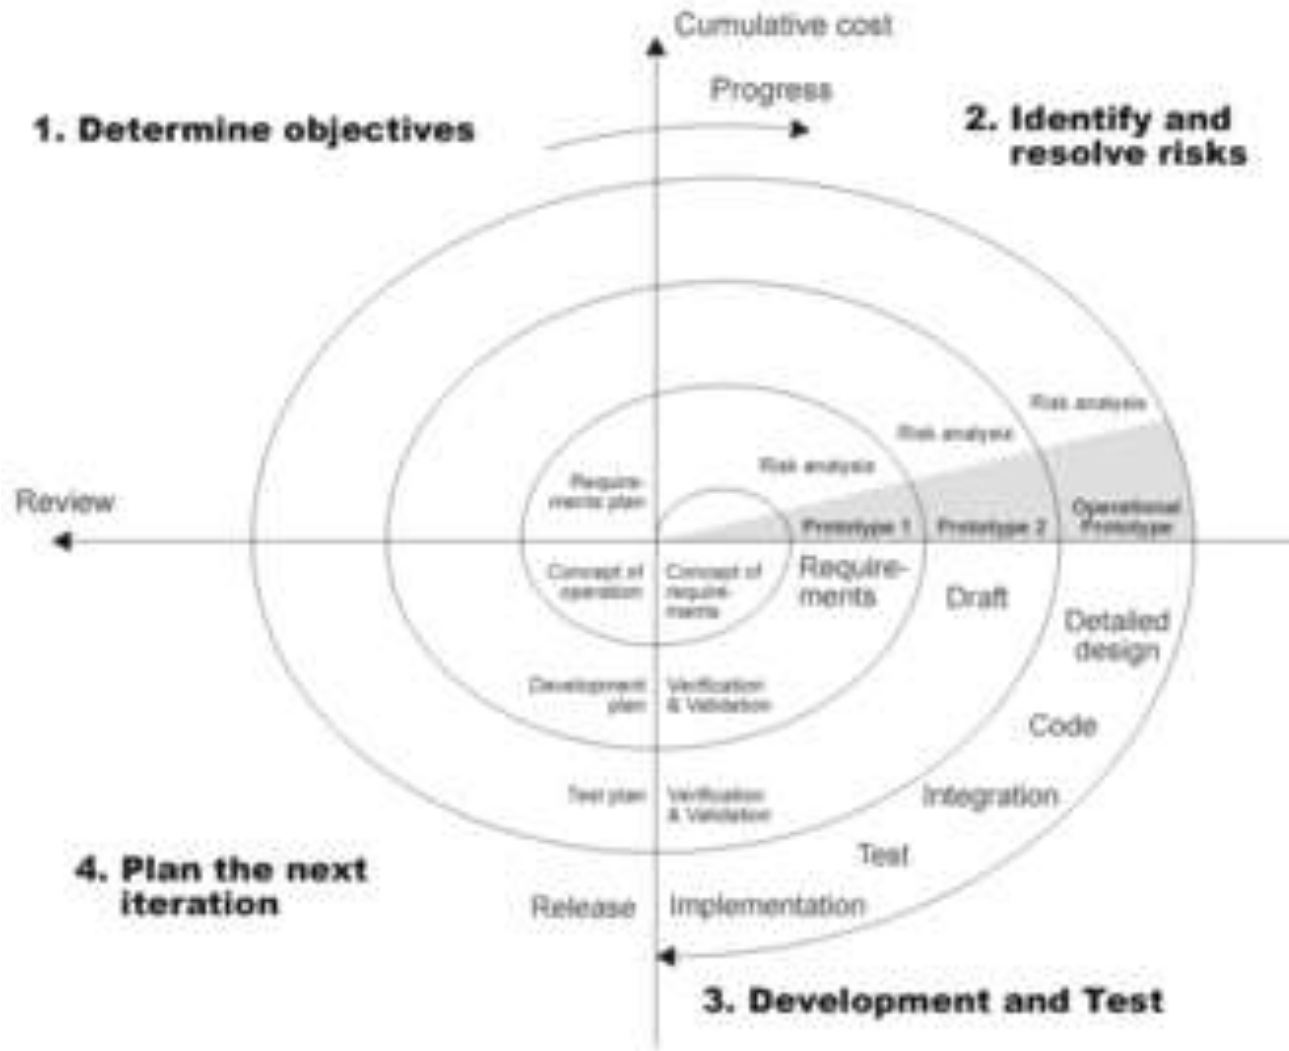 Cumulative cost
Progress
1. Determine objectives
2. Identify and
resolve risks
Risk analysis
Risk analysis
Risk analysis
Require-
ments plan
Review
Prototype 1
Prototype 2
Operational
Prototype
Concept of
operation
Concept of
require-
ments
Require-
ments
Draft
Detailed
design
Development
plan
Verification
& Validation
Code
Test plan
Verification
& Validation
Integration
Test
4. Plan the next
iteration
Release
Implementation
3. Development and Test